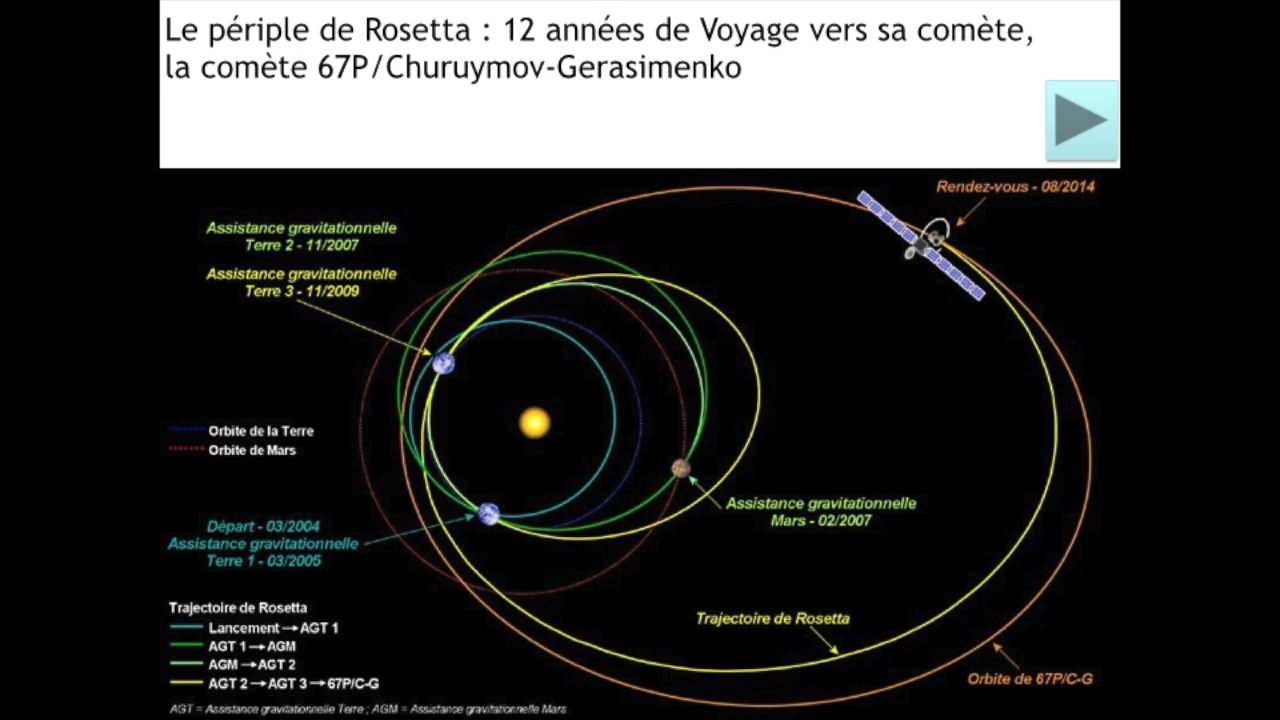 Le périple de Rosetta : 12 années de Voyage vers sa comète,
la comète 67P/Churuymov-Gerasimenko
Rendez-vous - 08/2014
Assistance gravitationnelle
Terre 2 - 11/2007
Assistance gravitationnelle
Terre 3 - 11/2009
Orbite de la Terre
Orbite de Mars
Assistance gravitationnelle
Mars - 02/2007
Départ - 03/2004
Assistance gravitationnelle
Terre 1 - 03/2005
Trajectoire de Rosetta
Lancement → AGT 1
AGT 1 → AGM
AGM → AGT 2
AGT 2 → AGT 3 → 67P/C-G
Trajectoire de Rosetta
Orbite de 67P/C-G
AGT = Assistance gravitationnelle Terre ; AGM = Assistance gravitationnelle Mars